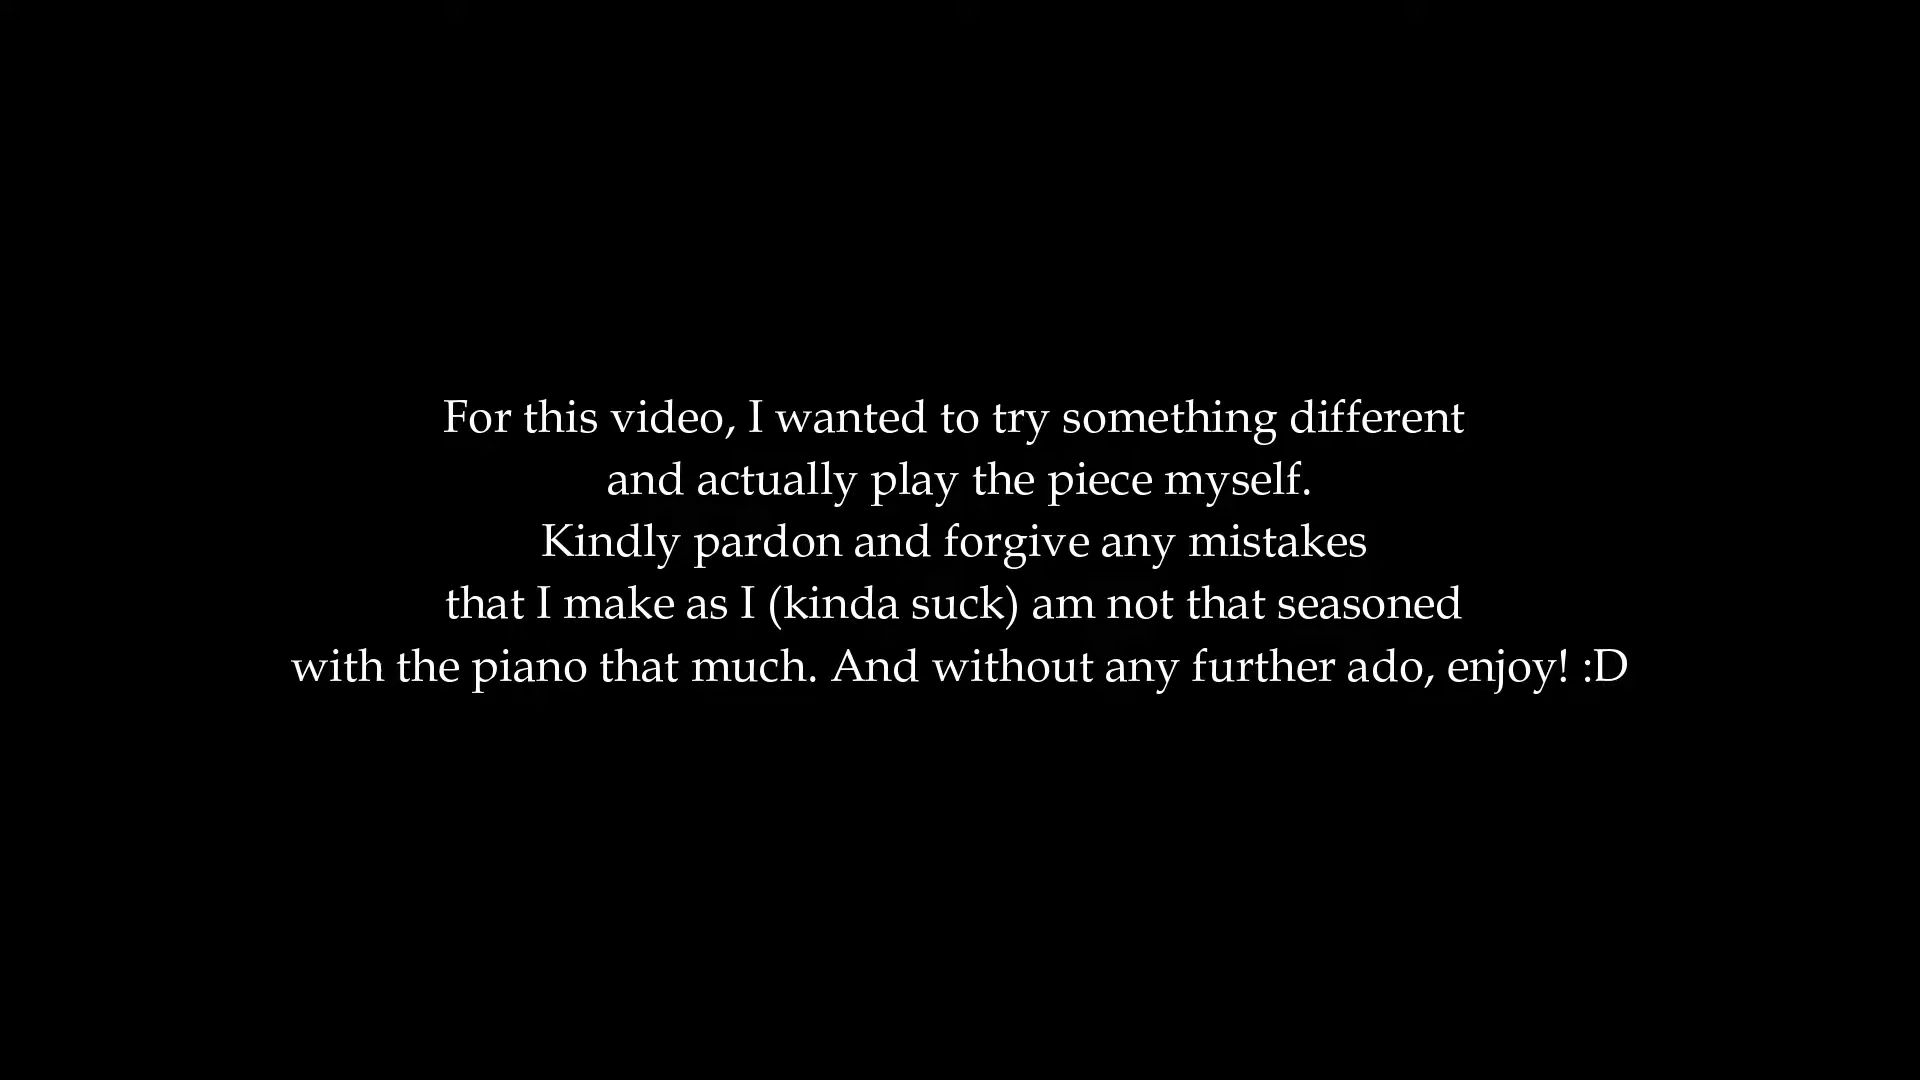 For this video, I wanted to try something different
and actually play the piece myself.
Kindly pardon and forgive any mistakes
that I make as I (kinda suck) am not that seasoned
with the piano that much. And without any further ado, enjoy! :D